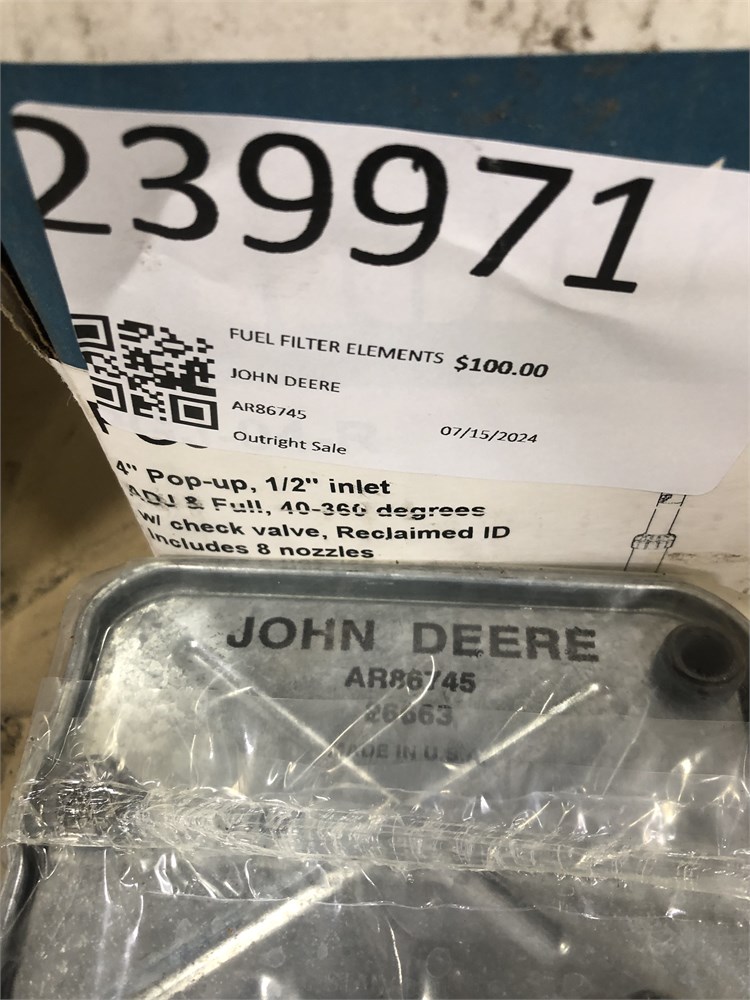 239971
FUEL FILTER ELEMENTS $100.00
JOHN DEERE
AR86745
Outright Sale 07/15/2024
4" Pop-up, 1/2" inlet
ADJ & Full, 40-360 degrees
w/ check valve, Reclaimed ID
Includes 8 nozzles
JOHN DEERE
AR86745
26663
MADE IN U.S.A.